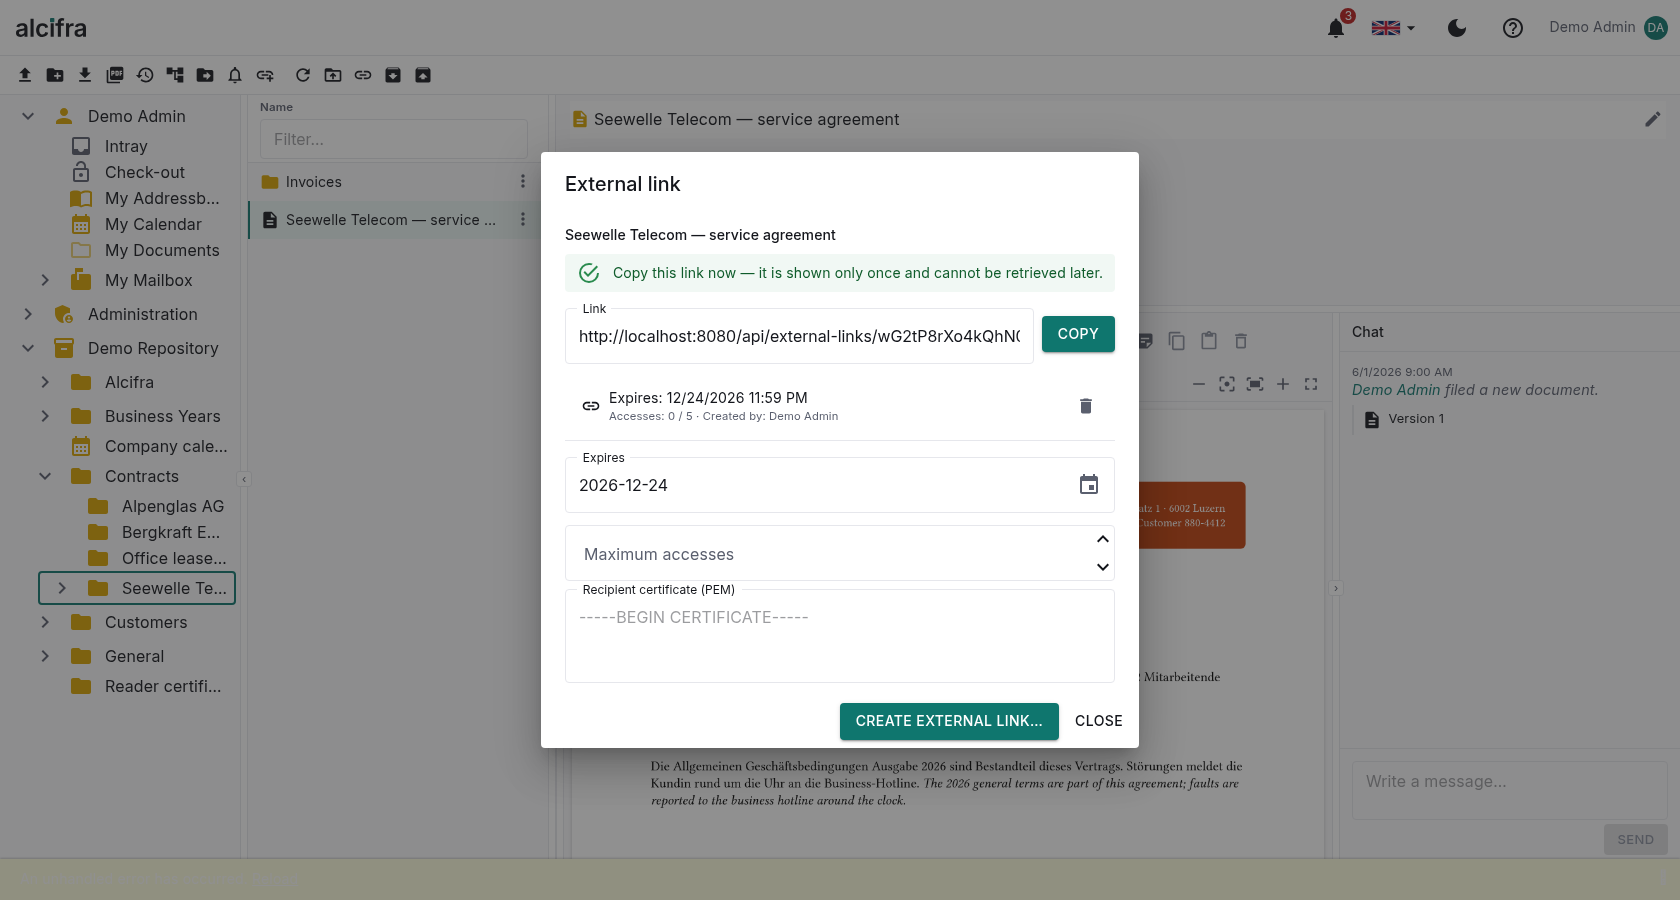 alcifra
3
Demo Admin
DA
Demo Admin
Intray
Check-out
My Addressb...
My Calendar
My Documents
My Mailbox
Administration
Demo Repository
Alcifra
Business Years
Company cale...
Contracts
Alpenglas AG
Bergkraft E...
Office lease...
Seewelle Te...
Customers
General
Reader certifi...
Name
Filter...
Invoices
Seewelle Telecom — service ...
Seewelle Telecom — service agreement
External link
Seewelle Telecom — service agreement
Copy this link now — it is shown only once and cannot be retrieved later.
Link
http://localhost:8080/api/external-links/wG2tP8rXo4kQhN
COPY
Expires: 12/24/2026 11:59 PM
Accesses: 0 / 5 · Created by: Demo Admin
Expires
2026-12-24
Maximum accesses
Recipient certificate (PEM)
-----BEGIN CERTIFICATE-----
CREATE EXTERNAL LINK...
CLOSE
1 · 6002 Luzern
Customer 880-4412
Mitarbeitende
Die Allgemeinen Geschäftsbedingungen Ausgabe 2026 sind Bestandteil dieses Vertrags. Störungen meldet die
Kundin rund um die Uhr an die Business-Hotline. The 2026 general terms are part of this agreement; faults are
reported to the business hotline around the clock.
Chat
6/1/2026 9:00 AM
Demo Admin filed a new document.
Version 1
Write a message...
SEND